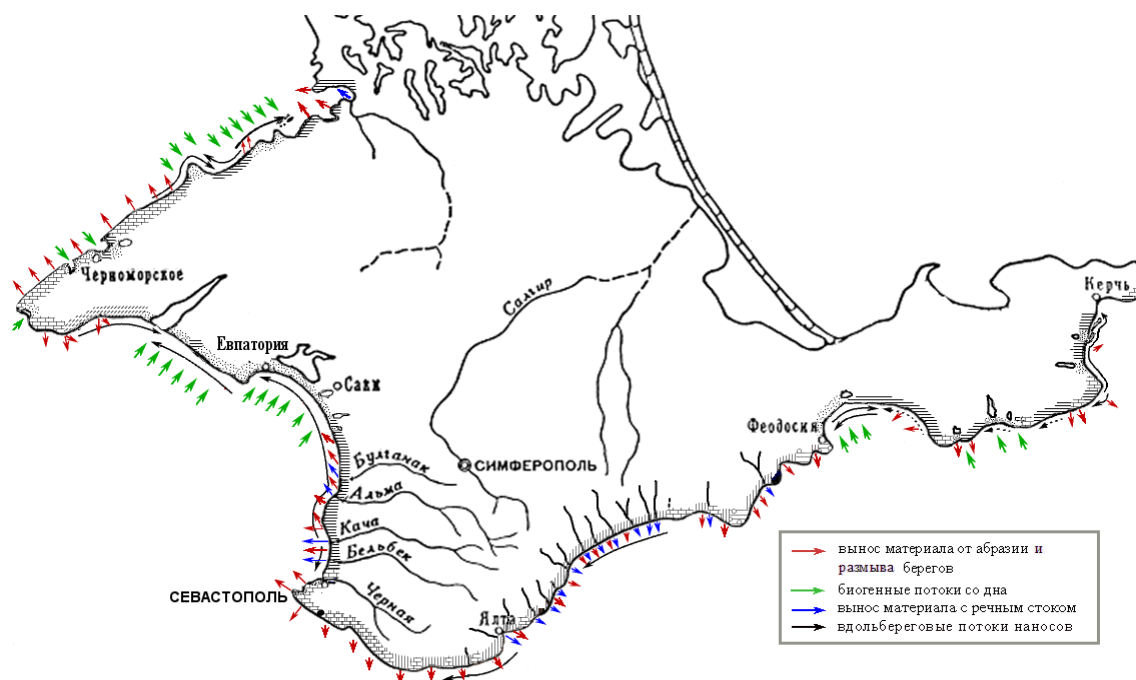 Черноморское
Евпатория
Саки
Булганак
Альма
Кача
Бельбек
Черная
СЕВАСТОПОЛЬ
Ялта
СИМФЕРОПОЛЬ
Салгир
Феодосия
Керчь
вынос материала от абразии и
размыва берегов
биогенные потоки со дна
вынос материала с речным стоком
вдольбереговые потоки наносов